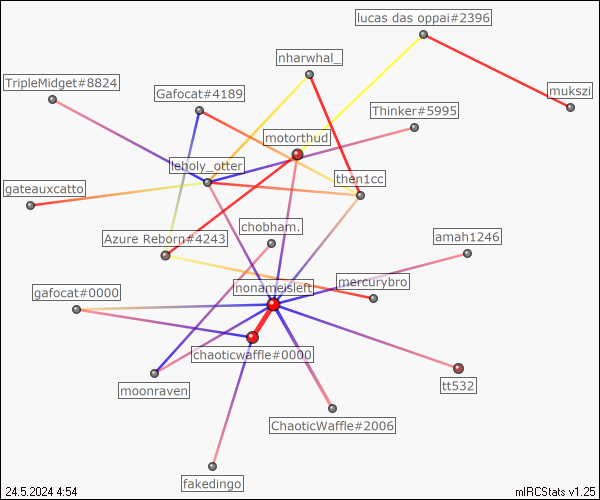 lucas das oppai#2396
nharwhal_
TripleMidget#8824
Gafocat#4189
mukszi
Thinker#5995
motorthud
leholy_otter
then1cc
gateauxcatto
chobham.
Azure Reborn#4243
amah1246
nonameisleft
mercurybro
gafocat#0000
chaoticwaffle#0000
moonraven
tt532
ChaoticWaffle#2006
fakedingo
24.5.2024 4:54
mIRCStats v1.25